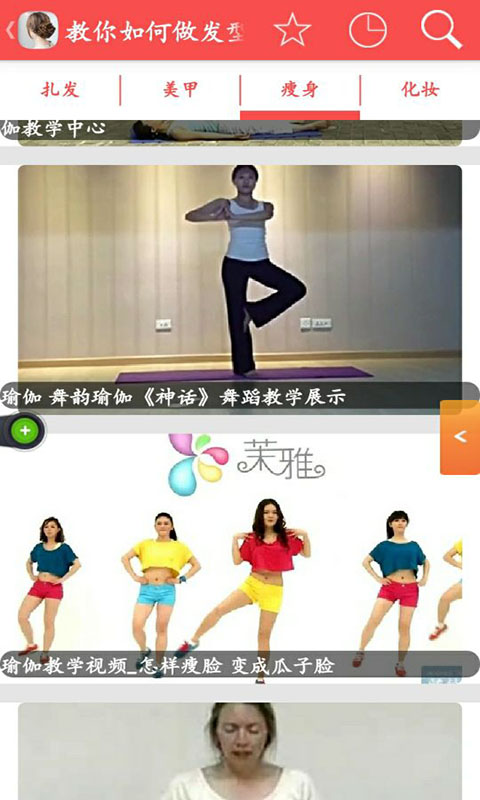 教你如何做发型
扎发
美甲
瘦身
化妆
伽教学中心
瑜伽 舞韵瑜伽《神话》舞蹈教学展示
茉雅
瑜伽教学视频_怎样瘦脸 变成瓜子脸